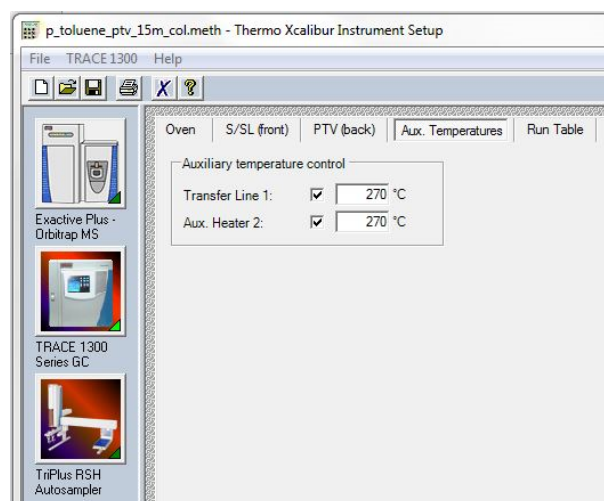 p_toluene_ptv_15m_col.meth - Thermo Xcalibur Instrument Setup
File TRACE 1300 Help
Oven S/SL (front) PTV (back) Aux. Temperatures Run Table
Auxiliary temperature control
Transfer Line 1: 270 °C
Aux. Heater 2: 270 °C
Exactive Plus -
Orbitrap MS
TRACE 1300
Series GC
TriPlus RSH
Autosampler